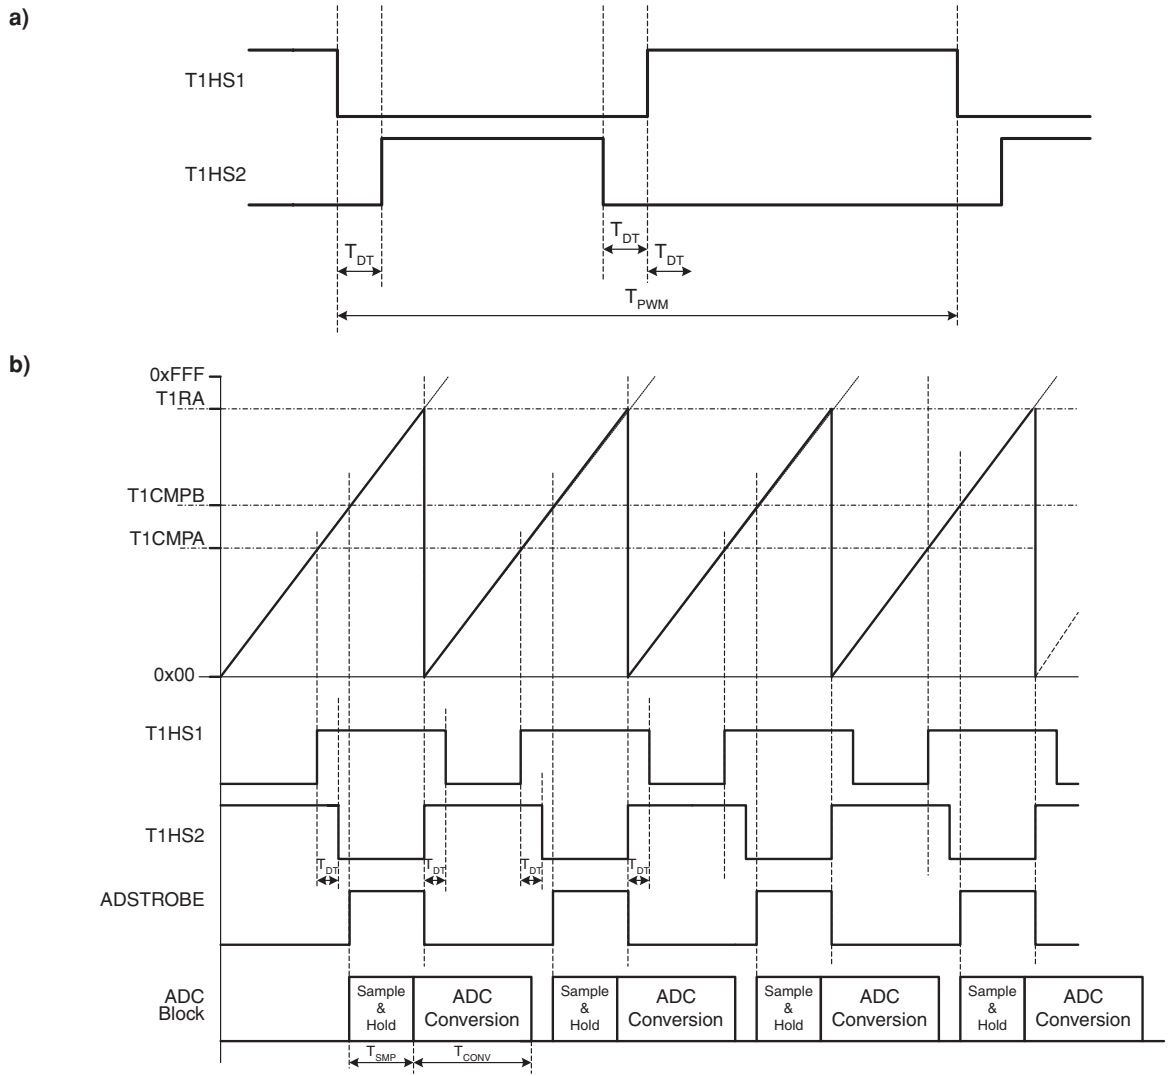 a)
T1HS1
T1HS2
TDT
TDT
TDT
TPWM
b)
0xFFF
T1RA
T1CMPB
T1CMPA
0x00
T1HS1
T1HS2
TDT
TDT
TDT
TDT
ADSTROBE
ADC
Block
Sample
&
Hold
ADC
Conversion
Sample
&
Hold
ADC
Conversion
Sample
&
Hold
ADC
Conversion
Sample
&
Hold
ADC
Conversion
TSMP
TCONV